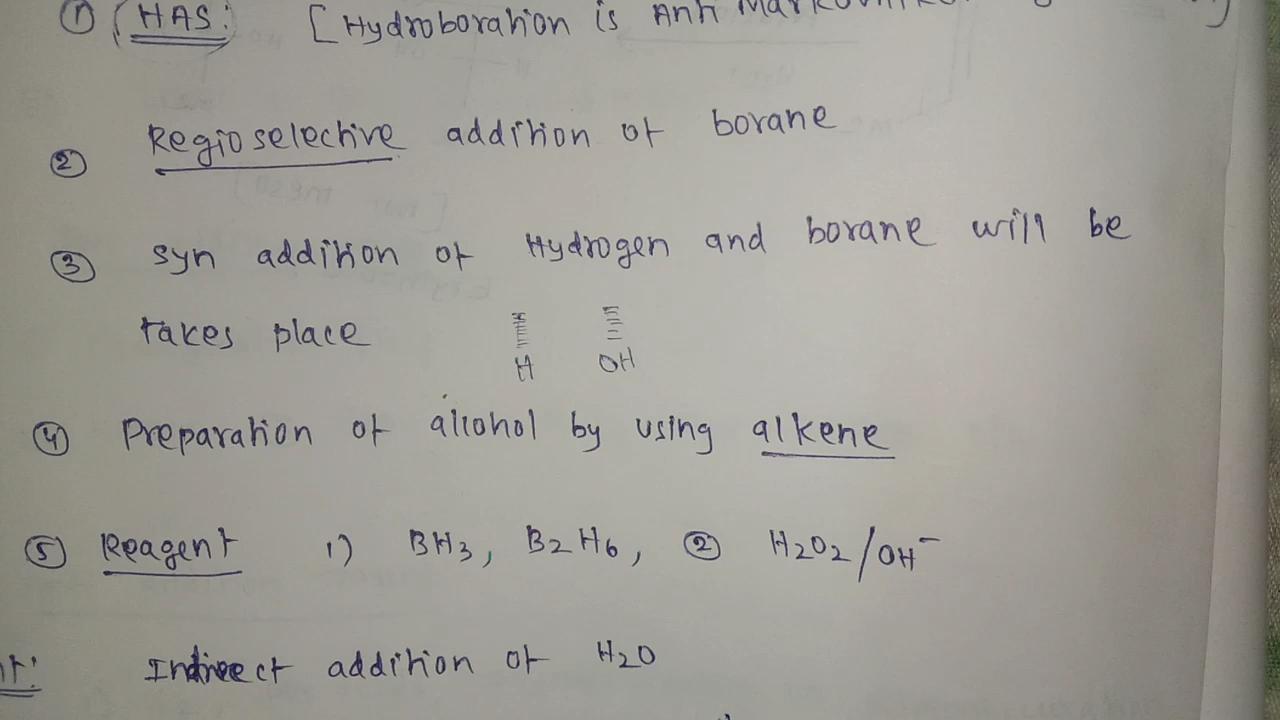 ① (HAS: [Hydroboration is Anti
② Regioselective addition of borane
③ syn addition of Hydrogen and borane will be
takes place
H OH
④ Preparation of alcohol by using alkene
⑤ Reagent 1) BH3, B2H6, ② H2O2/OH⁻
Indirect addition of H2O